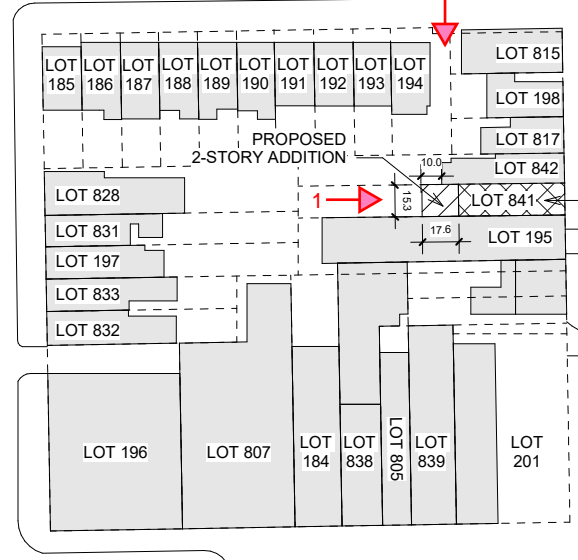 LOT 185
LOT 186
LOT 187
LOT 188
LOT 189
LOT 190
LOT 191
LOT 192
LOT 193
LOT 194
LOT 815
LOT 198
LOT 817
LOT 842
PROPOSED
2-STORY ADDITION
10.0
LOT 828
1
15.3
LOT 841
LOT 831
17.6
LOT 195
LOT 197
LOT 833
LOT 832
LOT 196
LOT 807
LOT
184
LOT
838
LOT 805
LOT
839
LOT
201